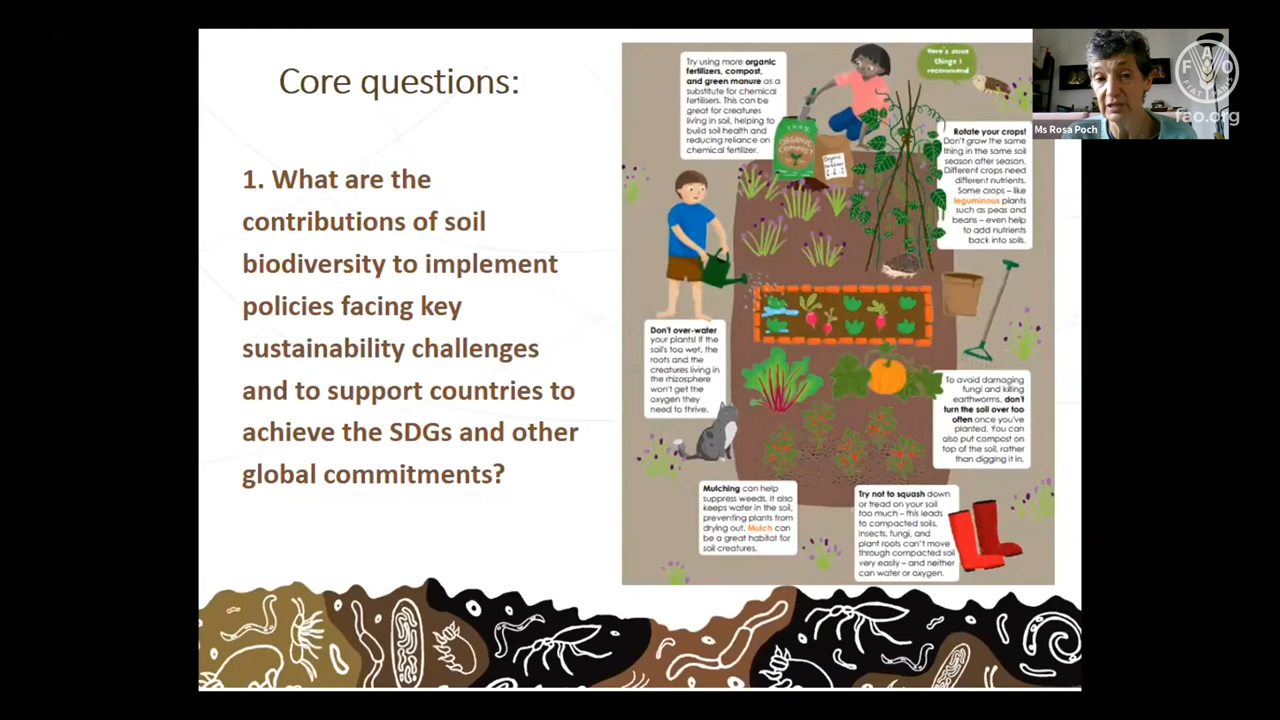 Core questions:
1. What are the
contributions of soil
biodiversity to implement
policies facing key
sustainability challenges
and to support countries to
achieve the SDGs and other
global commitments?
Try using more organic
fertilizers, compost,
and green manure as a
substitute for chemical
fertilisers. This can be
great for creatures
living in soil, helping to
build soil health and
reducing reliance on
chemical fertilizer.
Here's some
things I
recommend
100%
ORGANIC
COMPOST
Rotate your crops!
Don't grow the same
thing in the same soil
season after season.
Different crops need
different nutrients.
Some crops – like
leguminous plants
such as peas and
beans – even help
to add nutrients
back into soils.
Don't over-water
your plants! If the
soil's too wet, the
roots and the
creatures living in
the rhizosphere
won't get the
oxygen they
need to thrive.
To avoid damaging
fungi and killing
earthworms, don't
turn the soil over too
often once you've
planted. You can
also put compost on
top of the soil, rather
than digging it in.
Mulching can help
suppress weeds. It also
keeps water in the soil,
preventing plants from
drying out. Mulch can
be a great habitat for
soil creatures.
Try not to squash down
or tread on your soil
too much – this leads
to compacted soils.
Insects, fungi, and
plant roots can't move
through compacted soil
very easily – and neither
can water or oxygen.
Ms Rosa Poch
F A O
FIAT PANIS
fao.org